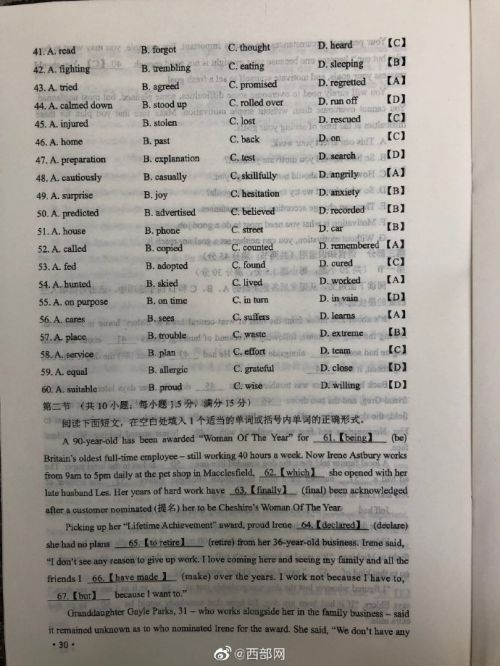 41. A. read B. forgot C. thought D. heard 【C】
42. A. fighting B. trembling C. eating D. sleeping 【B】
43. A. tried B. agreed C. promised D. regretted 【A】
44. A. calmed down B. stood up C. rolled over D. run off 【D】
45. A. injured B. stolen C. lost D. rescued 【C】
46. A. home B. past C. back D. on 【C】
47. A. preparation B. explanation C. test D. search 【D】
48. A. cautiously B. casually C. skillfully D. angrily 【A】
49. A. surprise B. joy C. hesitation D. anxiety 【B】
50. A. predicted B. advertised C. believed D. recorded 【B】
51. A. house B. phone C. street D. car 【B】
52. A. called B. copied C. counted D. remembered 【A】
53. A. fed B. adopted C. found D. cured 【C】
54. A. hunted B. skied C. lived D. worked 【A】
55. A. on purpose B. on time C. in turn D. in vain 【D】
56. A. cares B. sees C. suffers D. learns 【A】
57. A. place B. trouble C. waste D. extreme 【B】
58. A. service B. plan C. effort D. team 【C】
59. A. equal B. allergic C. grateful D. close 【D】
60. A. suitable B. proud C. wise D. willing 【D】
第二节 (共 10 小题; 每小题 1.5 分, 满分 15 分)
阅读下面短文, 在空白处填入 1 个适当的单词或括号内单词的正确形式。
A 90-year-old has been awarded “Woman Of The Year” for 61.【being】 (be)
Britain's oldest full-time employee – still working 40 hours a week. Now Irene Astbury works
from 9am to 5pm daily at the pet shop in Macclesfield, 62.【which】 she opened with her
late husband Les. Her years of hard work have 63.【finally】 (final) been acknowledged
after a customer nominated (提名) her to be Cheshire's Woman Of The Year.
Picking up her “Lifetime Achievement” award, proud Irene 64.【declared】 (declare)
she had no plans 65.【to retire】 (retire) from her 36-year-old business. Irene said,
“I don't see any reason to give up work. I love coming here and seeing my family and all the
friends I 66.【have made】 (make) over the years. I work not because I have to,
67.【but】 because I want to.”
Granddaughter Gayle Parks, 31 – who works alongside her in the family business – said
it remained unknown as to who nominated Irene for the award. She said, “We don't have any
· 30 ·
@西部网